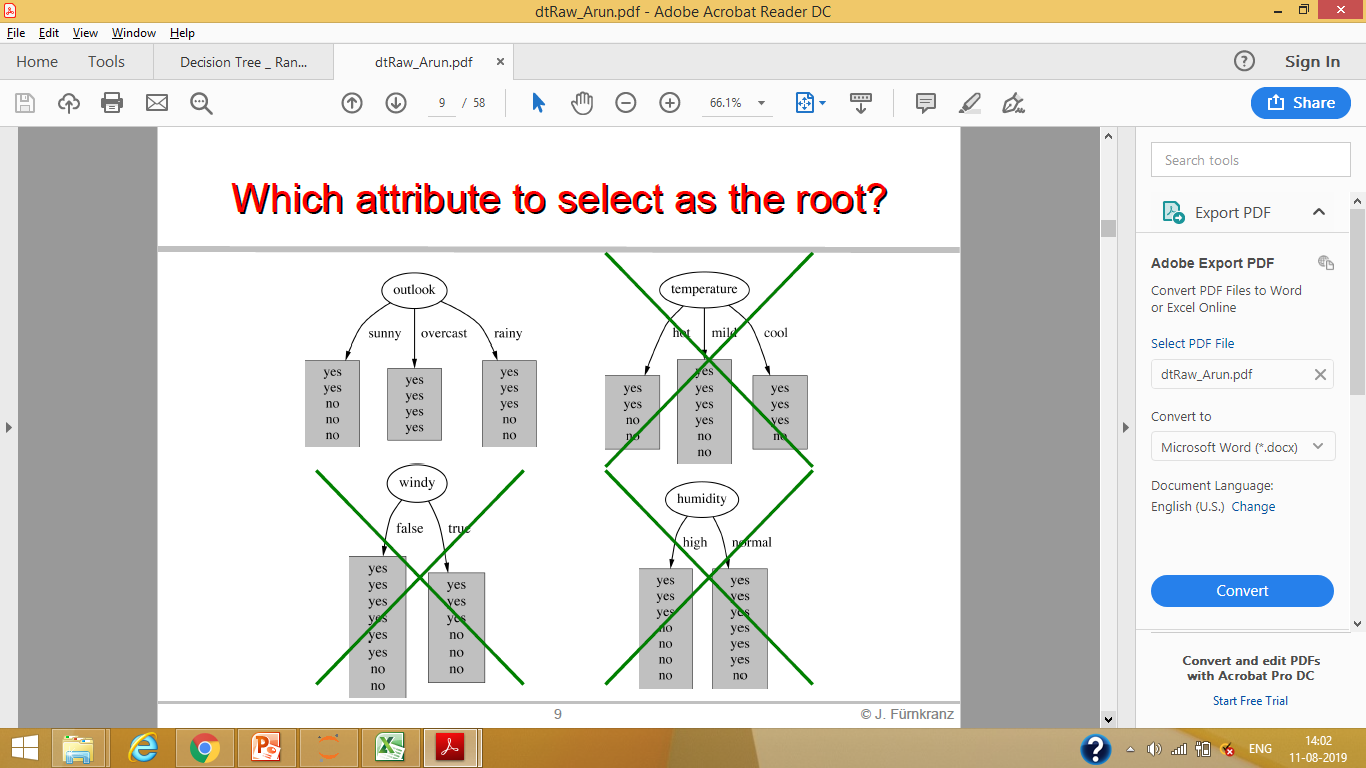 dtRaw_Arun.pdf - Adobe Acrobat Reader DC
File Edit View Window Help
Home Tools Decision Tree _ Ran... dtRaw_Arun.pdf × Sign In
9 / 58 66.1% Share
Which attribute to select as the root?
outlook
sunny overcast rainy
yes
yes
no
no
no
yes
yes
yes
yes
yes
yes
yes
no
no
temperature
hot mild cool
yes
yes
no
no
yes
yes
yes
yes
no
no
yes
yes
yes
no
windy
false true
yes
yes
yes
yes
yes
yes
no
no
yes
yes
yes
no
no
no
humidity
high normal
yes
yes
yes
no
no
no
no
yes
yes
yes
yes
yes
yes
no
9 © J. Fürnkranz
Search tools
Export PDF
Adobe Export PDF
Convert PDF Files to Word
or Excel Online
Select PDF File
dtRaw_Arun.pdf
Convert to
Microsoft Word (*.docx)
Document Language:
English (U.S.) Change
Convert
Convert and edit PDFs
with Acrobat Pro DC
Start Free Trial
ENG
14:02
11-08-2019